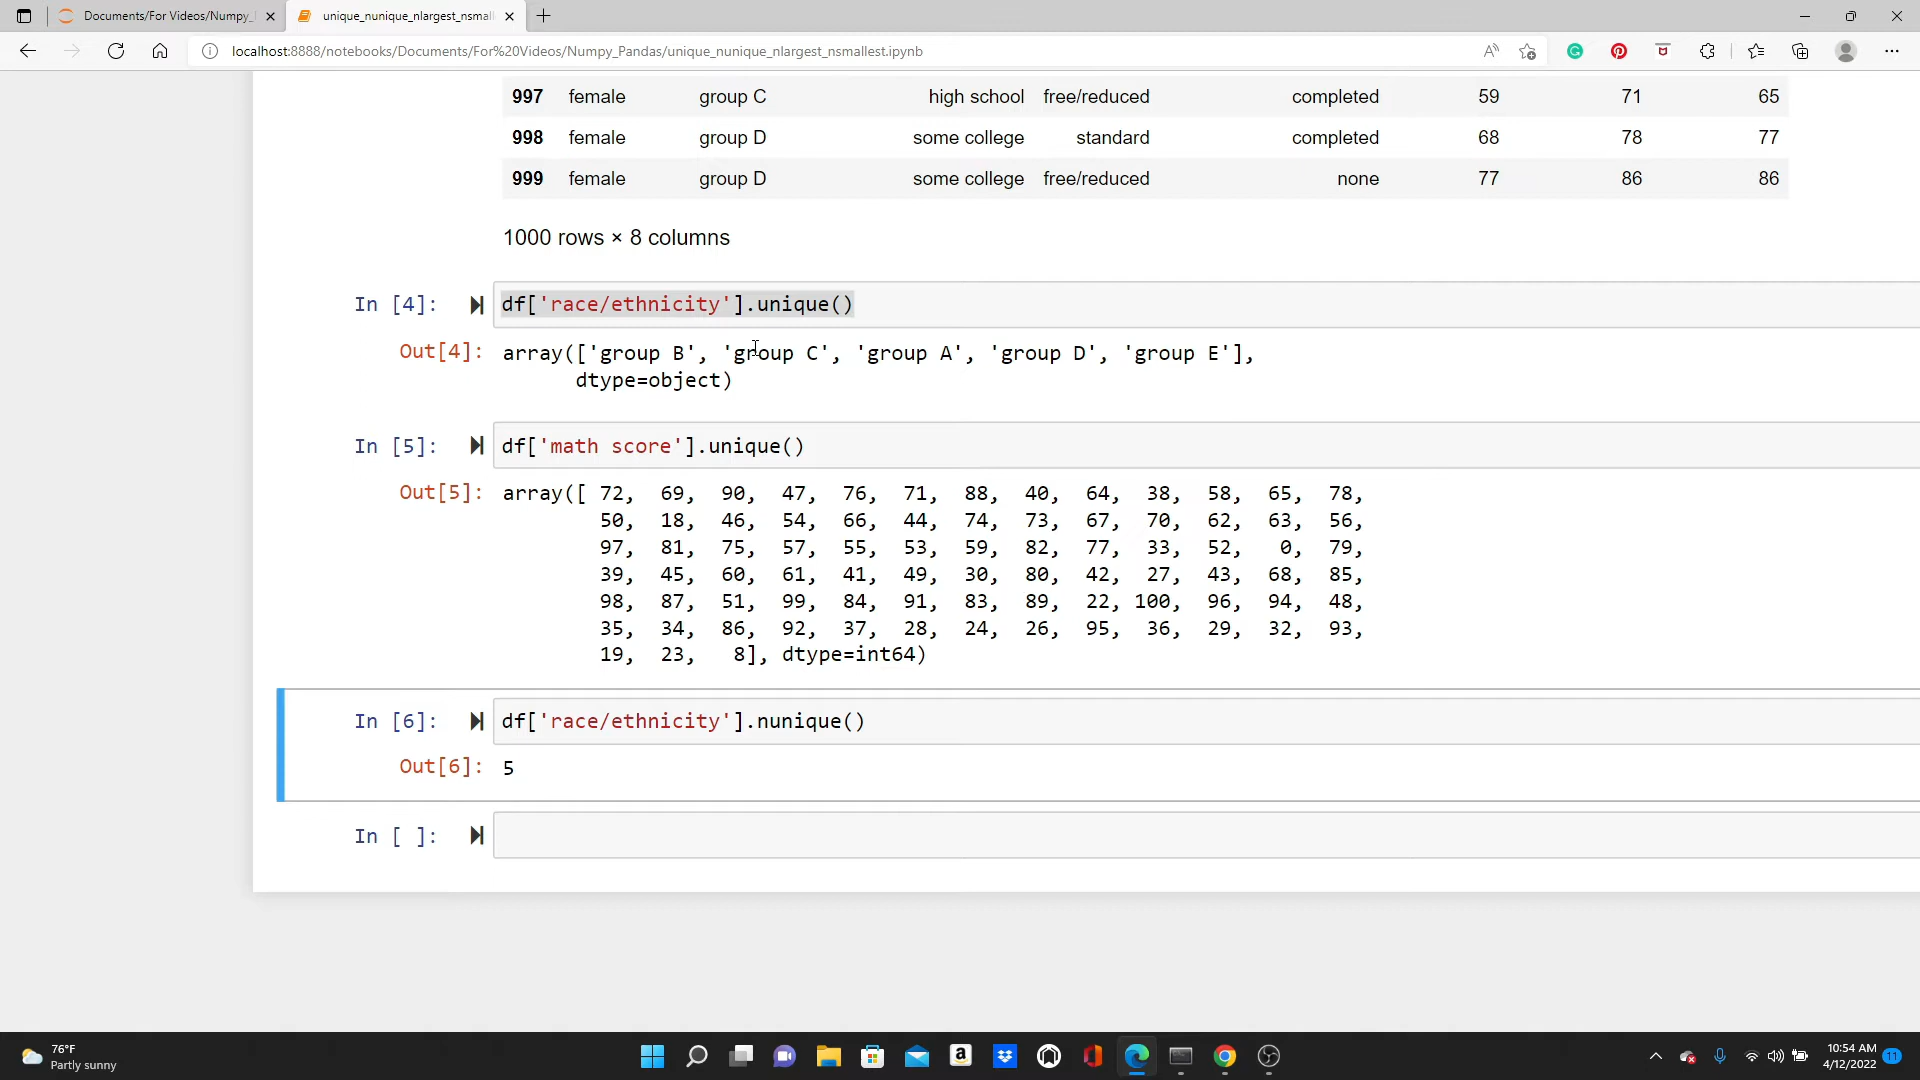 Documents/For Videos/Numpy_
unique_nunique_nlargest_nsmall
localhost:8888/notebooks/Documents/For%20Videos/Numpy_Pandas/unique_nunique_nlargest_nsmallest.ipynb
997 female group C high school free/reduced completed 59 71 65
998 female group D some college standard completed 68 78 77
999 female group D some college free/reduced none 77 86 86
1000 rows × 8 columns
In [4]: df['race/ethnicity'].unique()
Out[4]: array(['group B', 'group C', 'group A', 'group D', 'group E'],
dtype=object)
In [5]: df['math score'].unique()
Out[5]: array([ 72, 69, 90, 47, 76, 71, 88, 40, 64, 38, 58, 65, 78,
50, 18, 46, 54, 66, 44, 74, 73, 67, 70, 62, 63, 56,
97, 81, 75, 57, 55, 53, 59, 82, 77, 33, 52, 0, 79,
39, 45, 60, 61, 41, 49, 30, 80, 42, 27, 43, 68, 85,
98, 87, 51, 99, 84, 91, 83, 89, 22, 100, 96, 94, 48,
35, 34, 86, 92, 37, 28, 24, 26, 95, 36, 29, 32, 93,
19, 23, 8], dtype=int64)
In [6]: df['race/ethnicity'].nunique()
Out[6]: 5
In [ ]:
76°F
Partly sunny
10:54 AM
4/12/2022
11